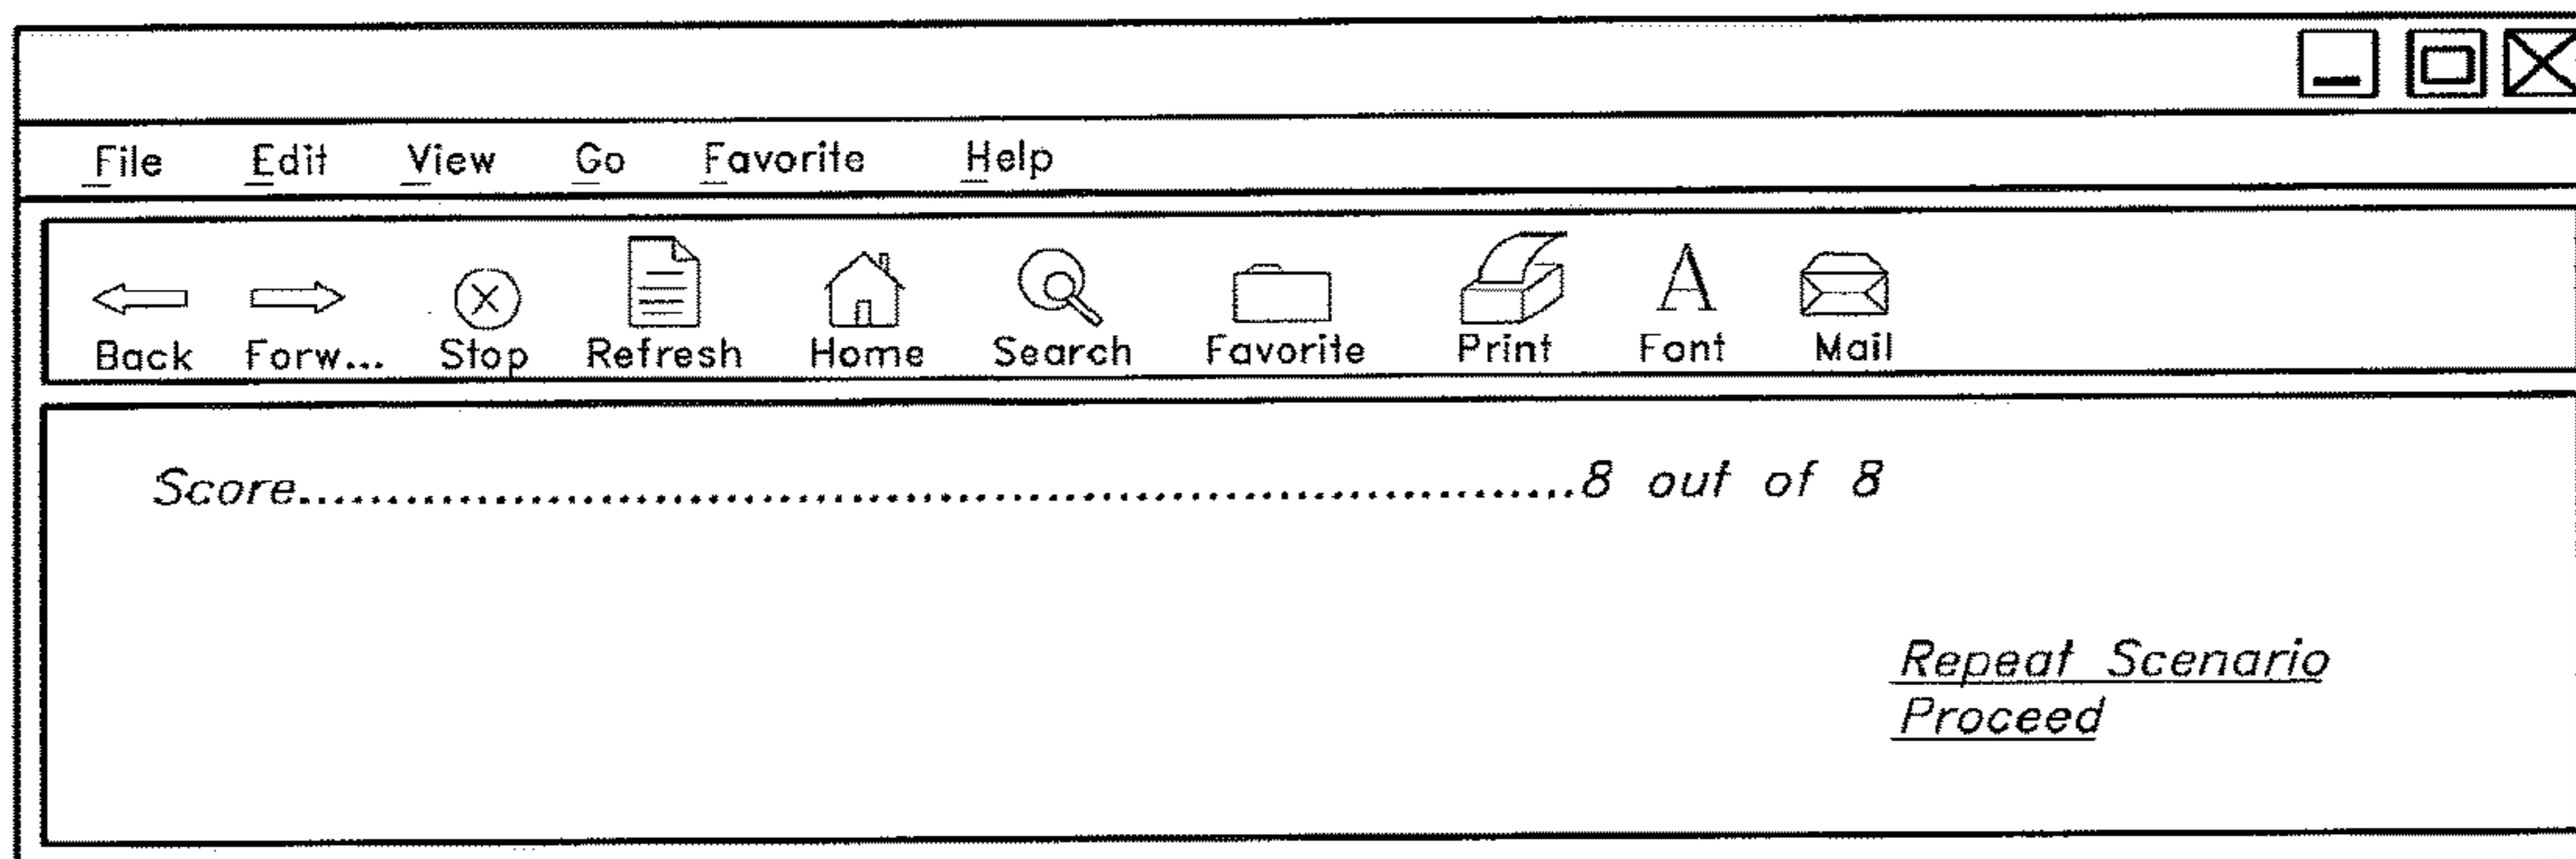 File Edit View Go Favorite Help
Back Forw... Stop Refresh Home Search Favorite Print Font Mail
Score.......................................................................8 out of 8
Repeat Scenario
Proceed